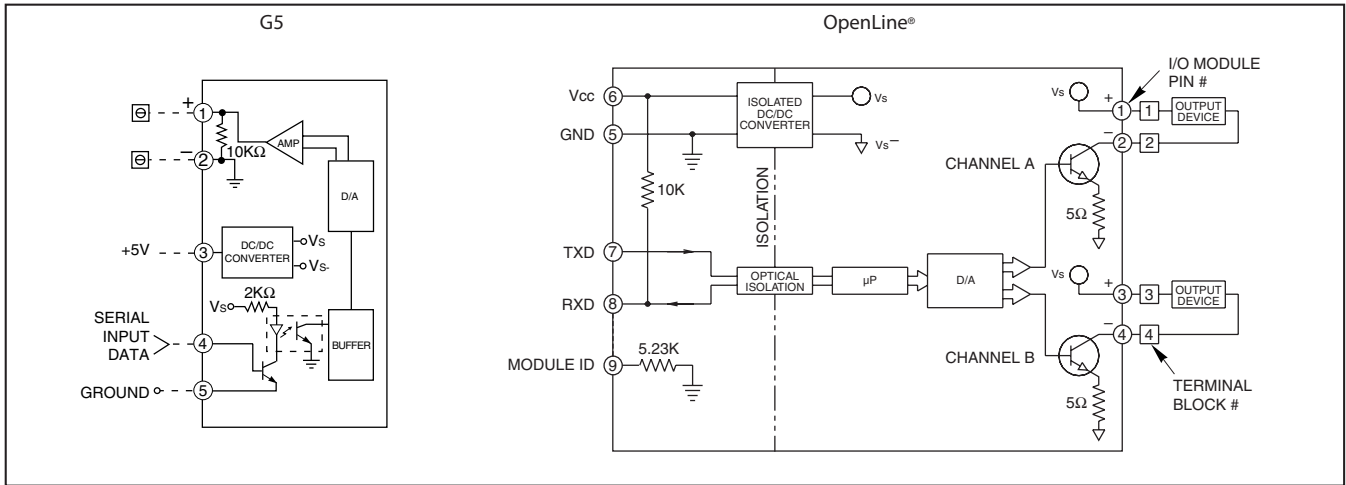 G5
OpenLine®
+
1
10KΩ
−
2
AMP
D/A
+5V
3
DC/DC
CONVERTER
Vs
Vs-
2KΩ
Vs
SERIAL
INPUT
DATA
4
BUFFER
GROUND
5
I/O MODULE
PIN #
Vcc
6
ISOLATED
DC/DC
CONVERTER
Vs
Vs−
GND
5
10K
ISOLATION
TXD
7
OPTICAL
ISOLATION
µP
D/A
RXD
8
MODULE ID
9
5.23K
Vs
+
1
1
OUTPUT
DEVICE
−
2
2
CHANNEL A
5Ω
Vs
+
3
3
OUTPUT
DEVICE
−
4
4
CHANNEL B
5Ω
TERMINAL
BLOCK #